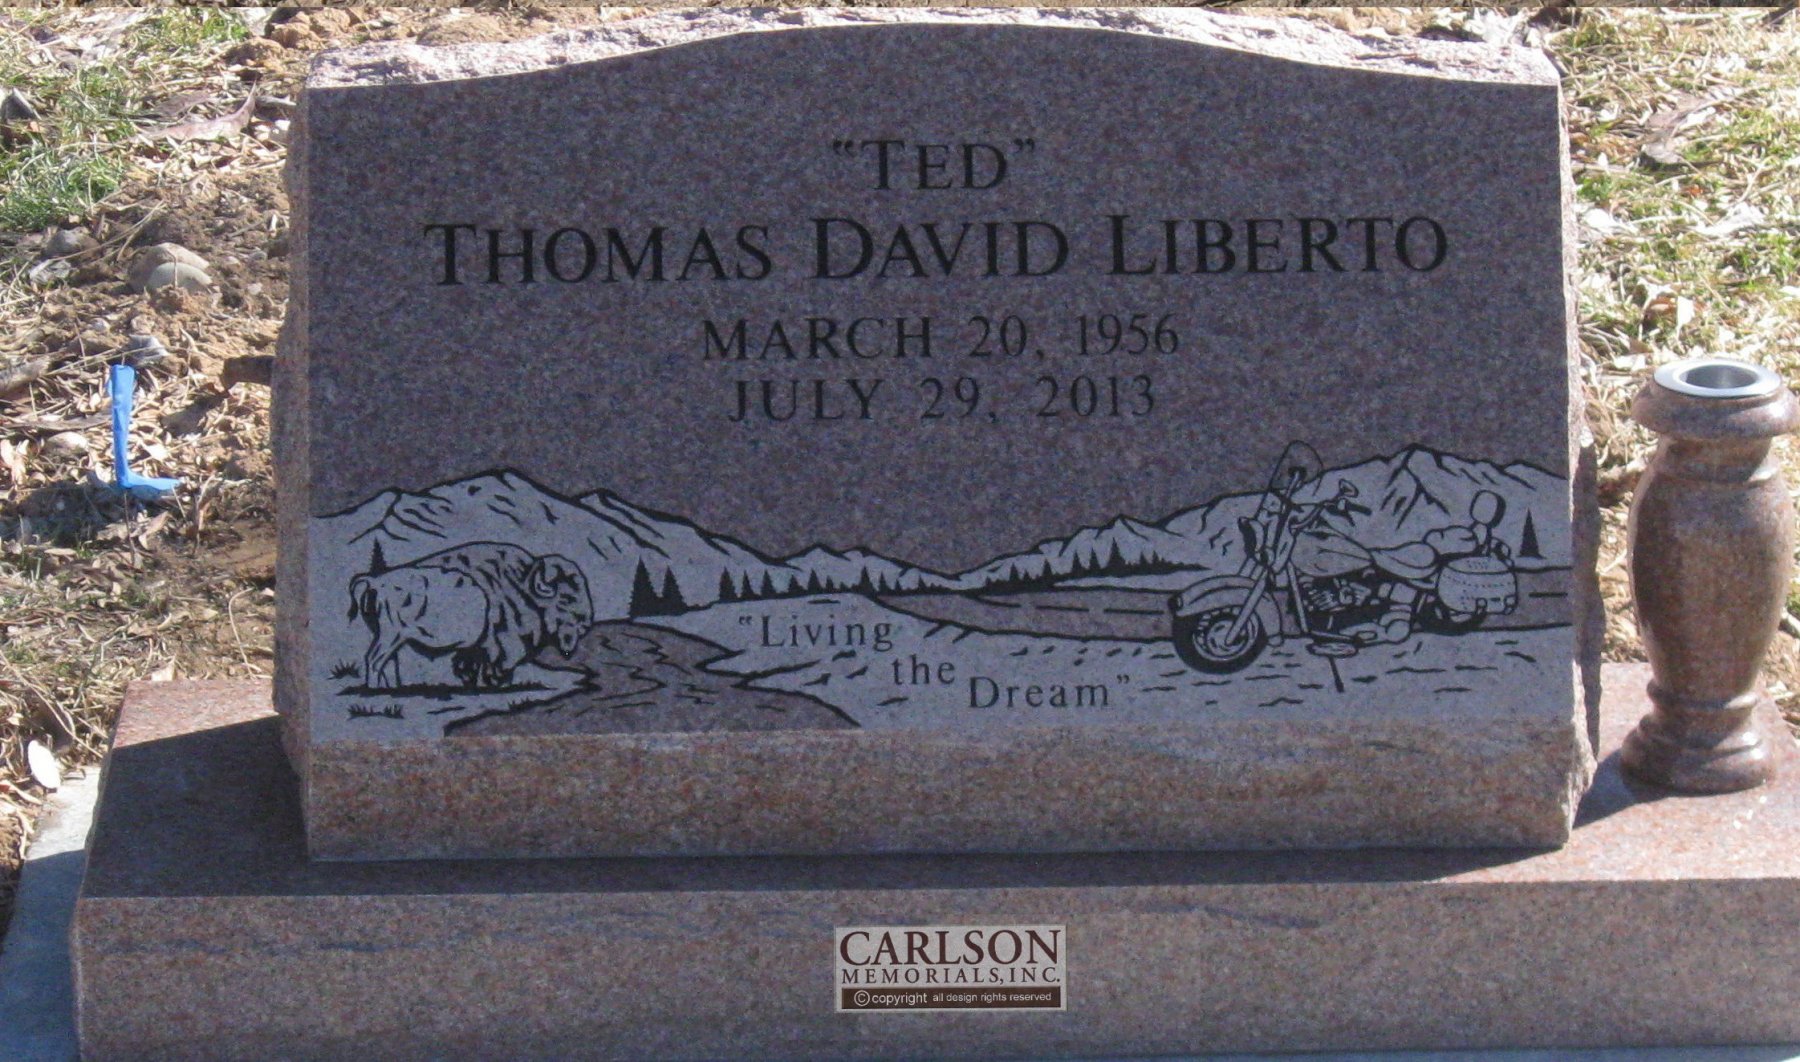 "TED"
THOMAS DAVID LIBERTO
MARCH 20, 1956
JULY 29, 2013
"Living
the
Dream"
CARLSON
MEMORIALS, INC.
© copyright all design rights reserved